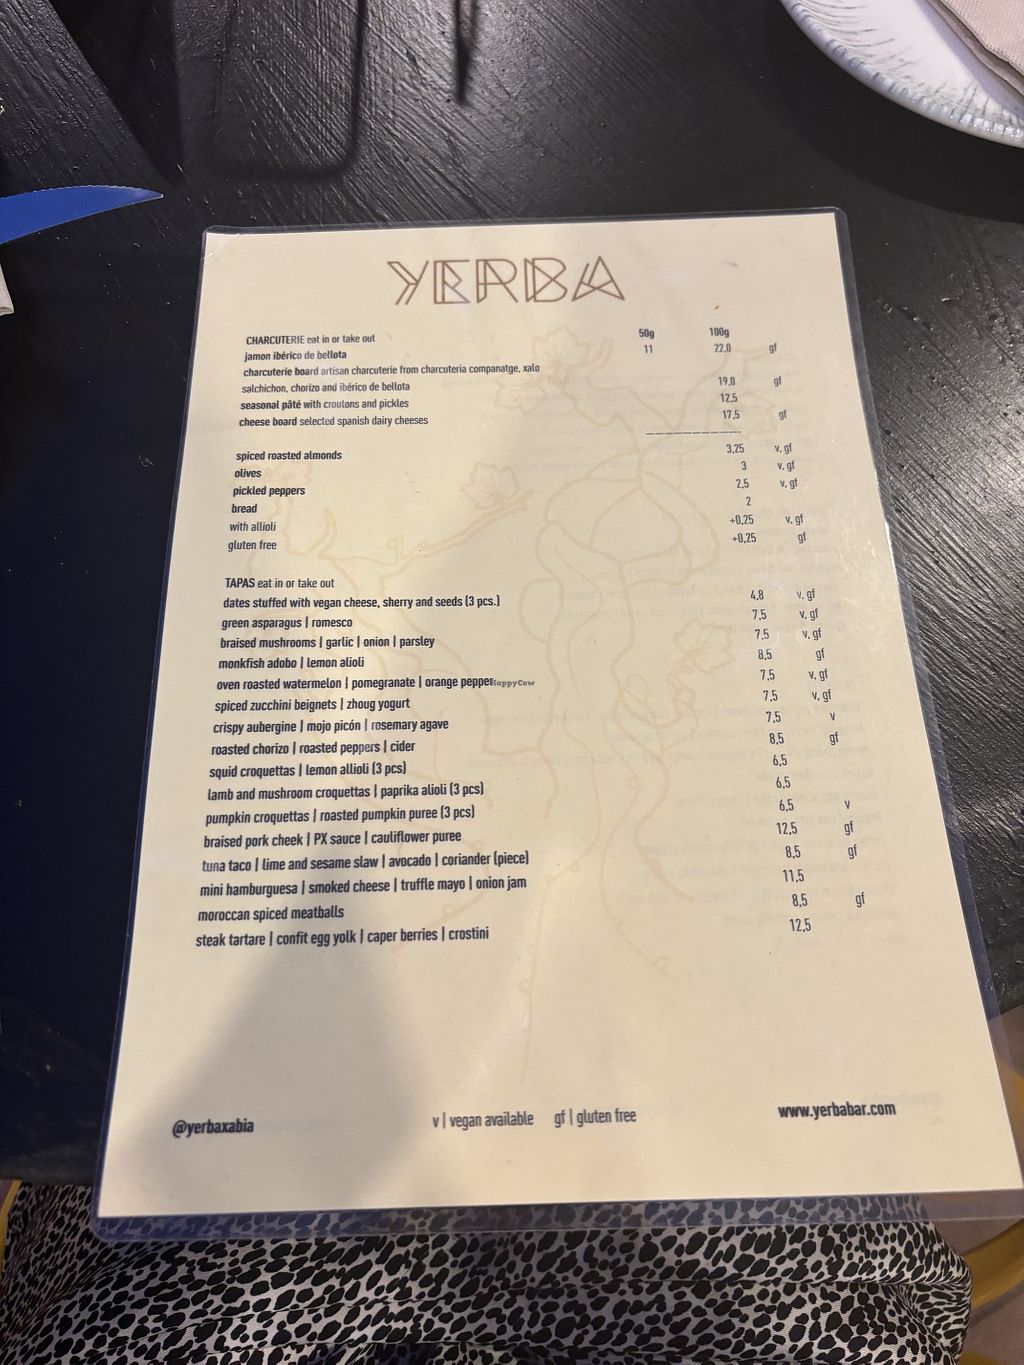 YERBA
CHARCUTERIE eat in or take out 50g 100g
jamon ibérico de bellota 11 22,0 gf
charcuterie board artisan charcuterie from charcuteria companatge, xalo
salchichon, chorizo and ibérico de bellota 19,0 gf
seasonal pâté with croutons and pickles 12,5
cheese board selected spanish dairy cheeses 17,5 gf
spiced roasted almonds 3,25 v, gf
olives 3 v, gf
pickled peppers 2,5 v, gf
bread 2
with allioli +0,25 v, gf
gluten free +0,25 gf
TAPAS eat in or take out
dates stuffed with vegan cheese, sherry and seeds (3 pcs.) 4,8 v, gf
green asparagus | romesco 7,5 v, gf
braised mushrooms | garlic | onion | parsley 7,5 v, gf
monkfish adobo | lemon alioli 8,5 gf
oven roasted watermelon | pomegranate | orange pepper 7,5 v, gf
HappyCow
spiced zucchini beignets | zhoug yogurt 7,5 v, gf
crispy aubergine | mojo picón | rosemary agave 7,5 v
roasted chorizo | roasted peppers | cider 8,5 gf
squid croquettas | lemon allioli (3 pcs) 6,5
lamb and mushroom croquettas | paprika alioli (3 pcs) 6,5
pumpkin croquettas | roasted pumpkin puree (3 pcs) 6,5 v
braised pork cheek | PX sauce | cauliflower puree 12,5 gf
tuna taco | lime and sesame slaw | avocado | coriander (piece) 8,5 gf
mini hamburguesa | smoked cheese | truffle mayo | onion jam 11,5
moroccan spiced meatballs 8,5 gf
steak tartare | confit egg yolk | caper berries | crostini 12,5
@yerbaxabia v | vegan available gf | gluten free www.yerbabar.com